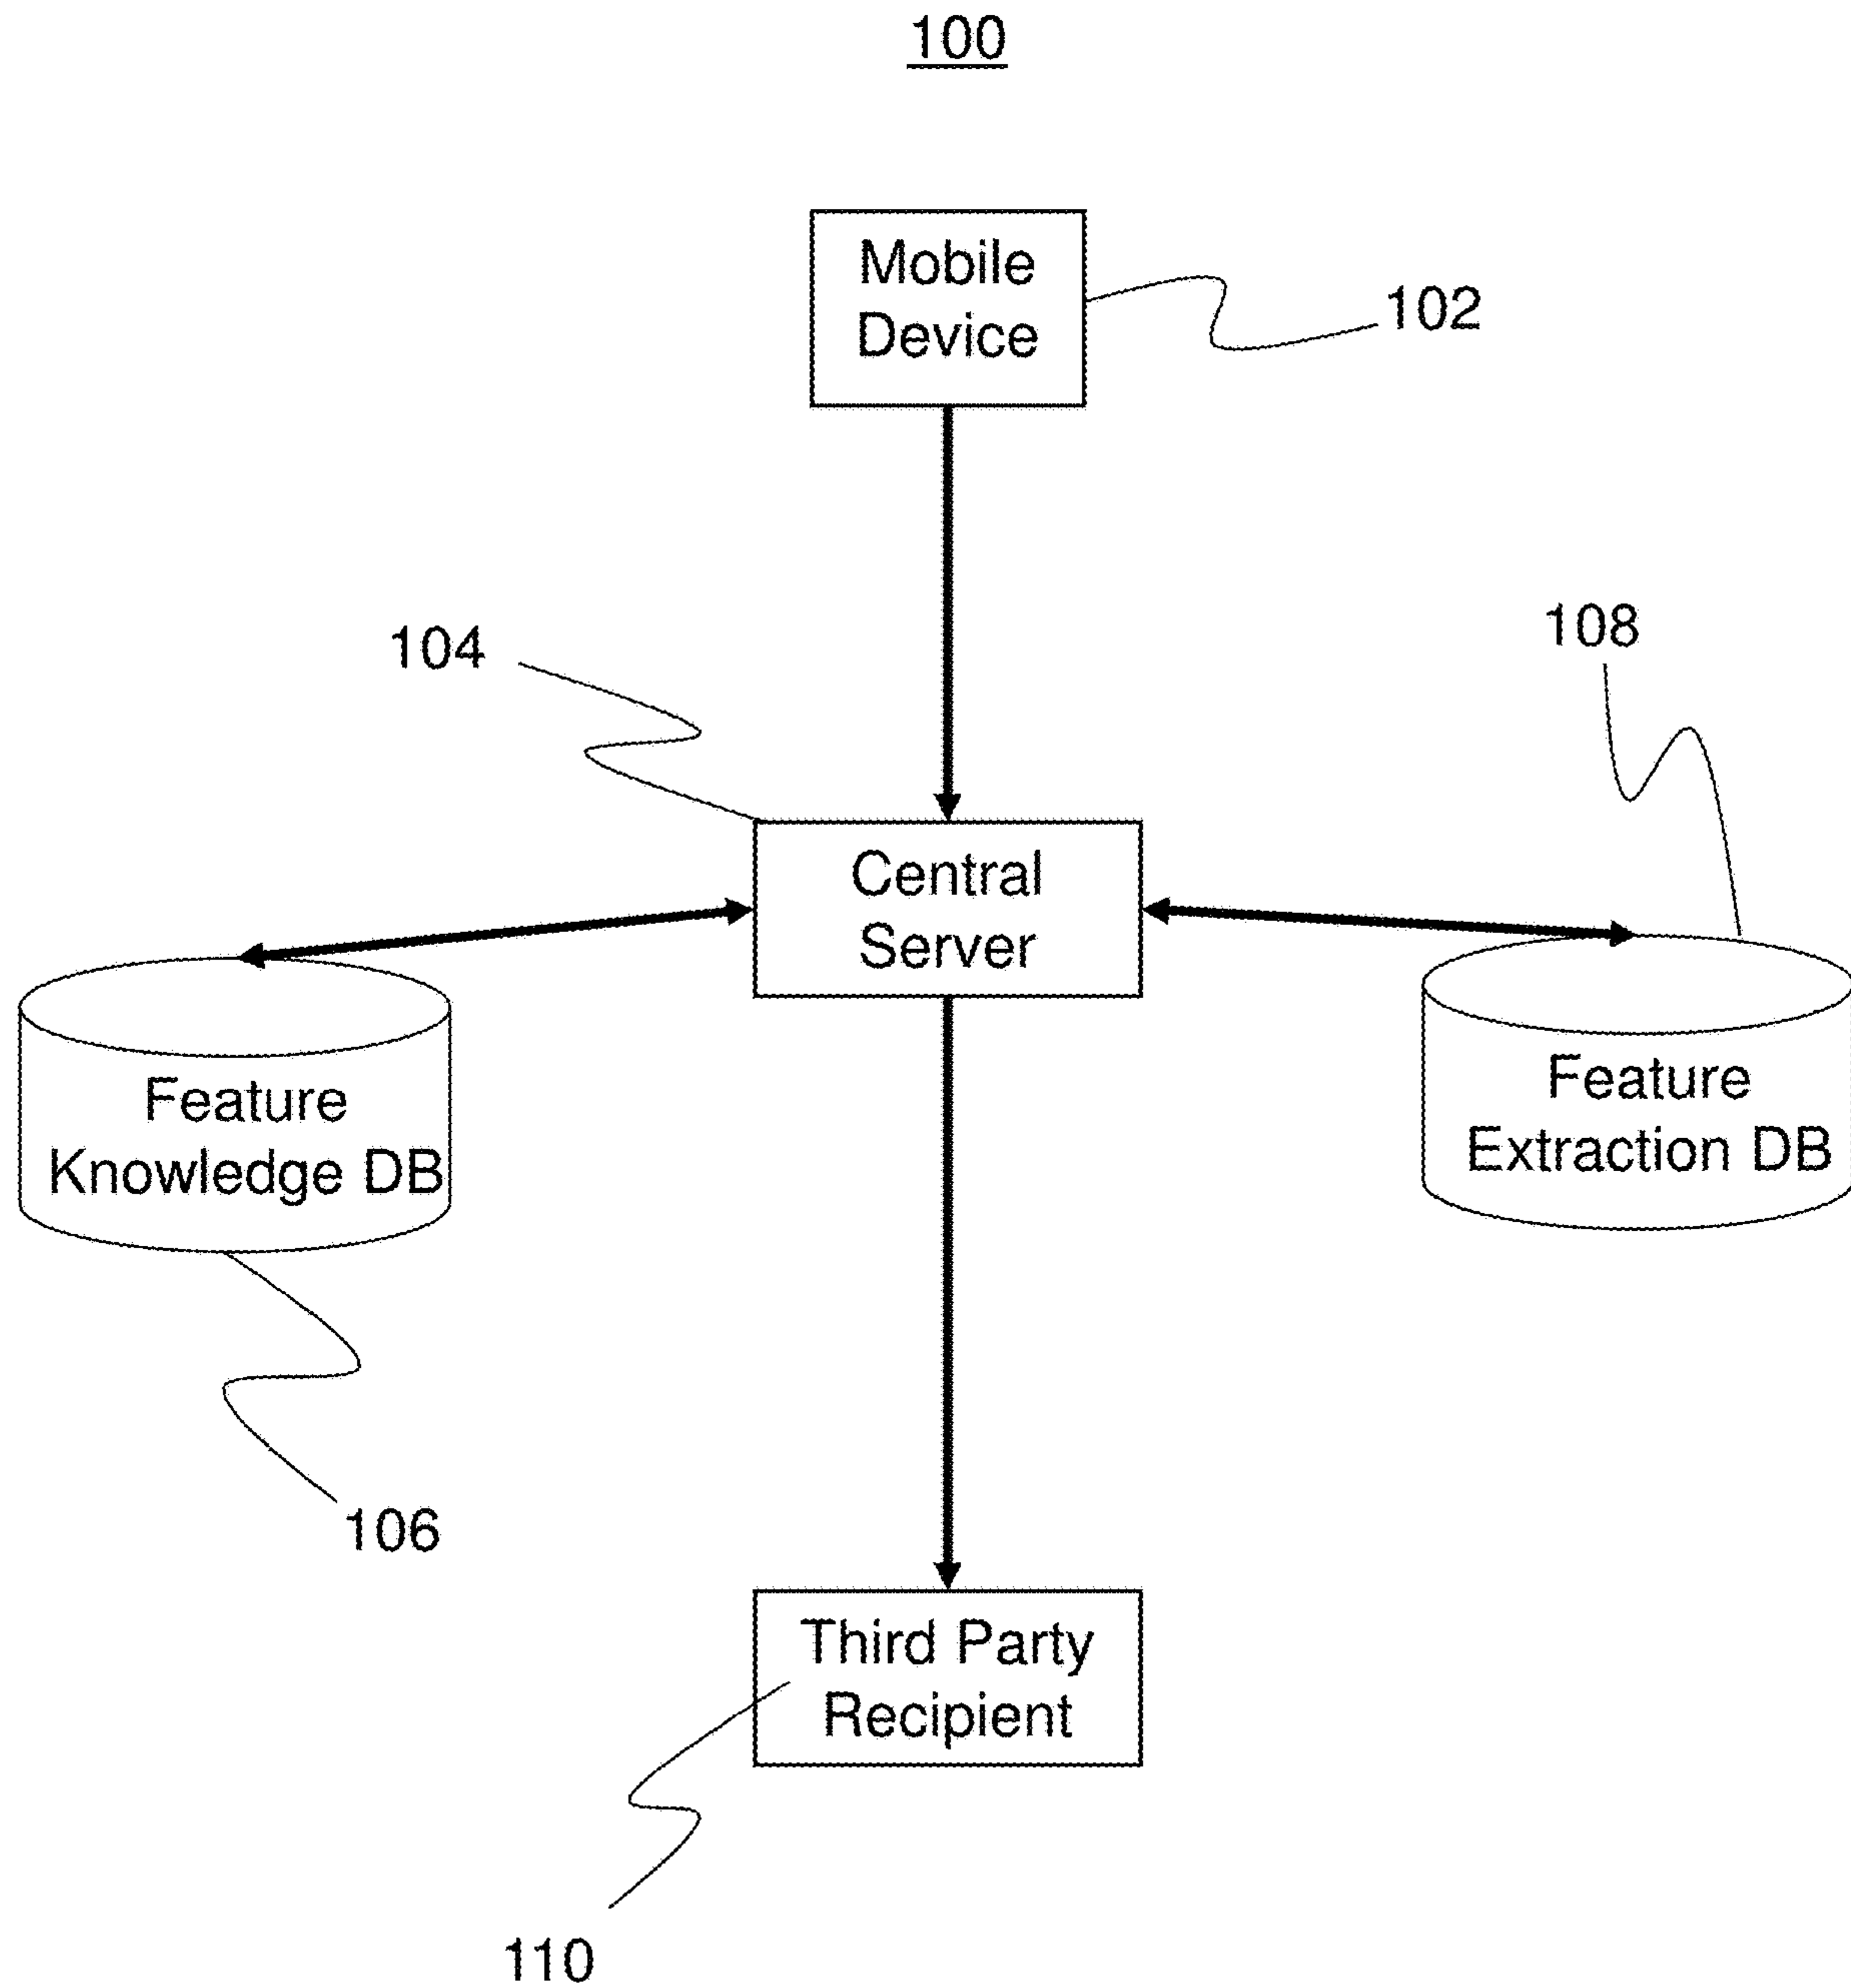 100
Mobile
Device
102
104
108
Central
Server
Feature
Knowledge DB
Feature
Extraction DB
106
Third Party
Recipient
110